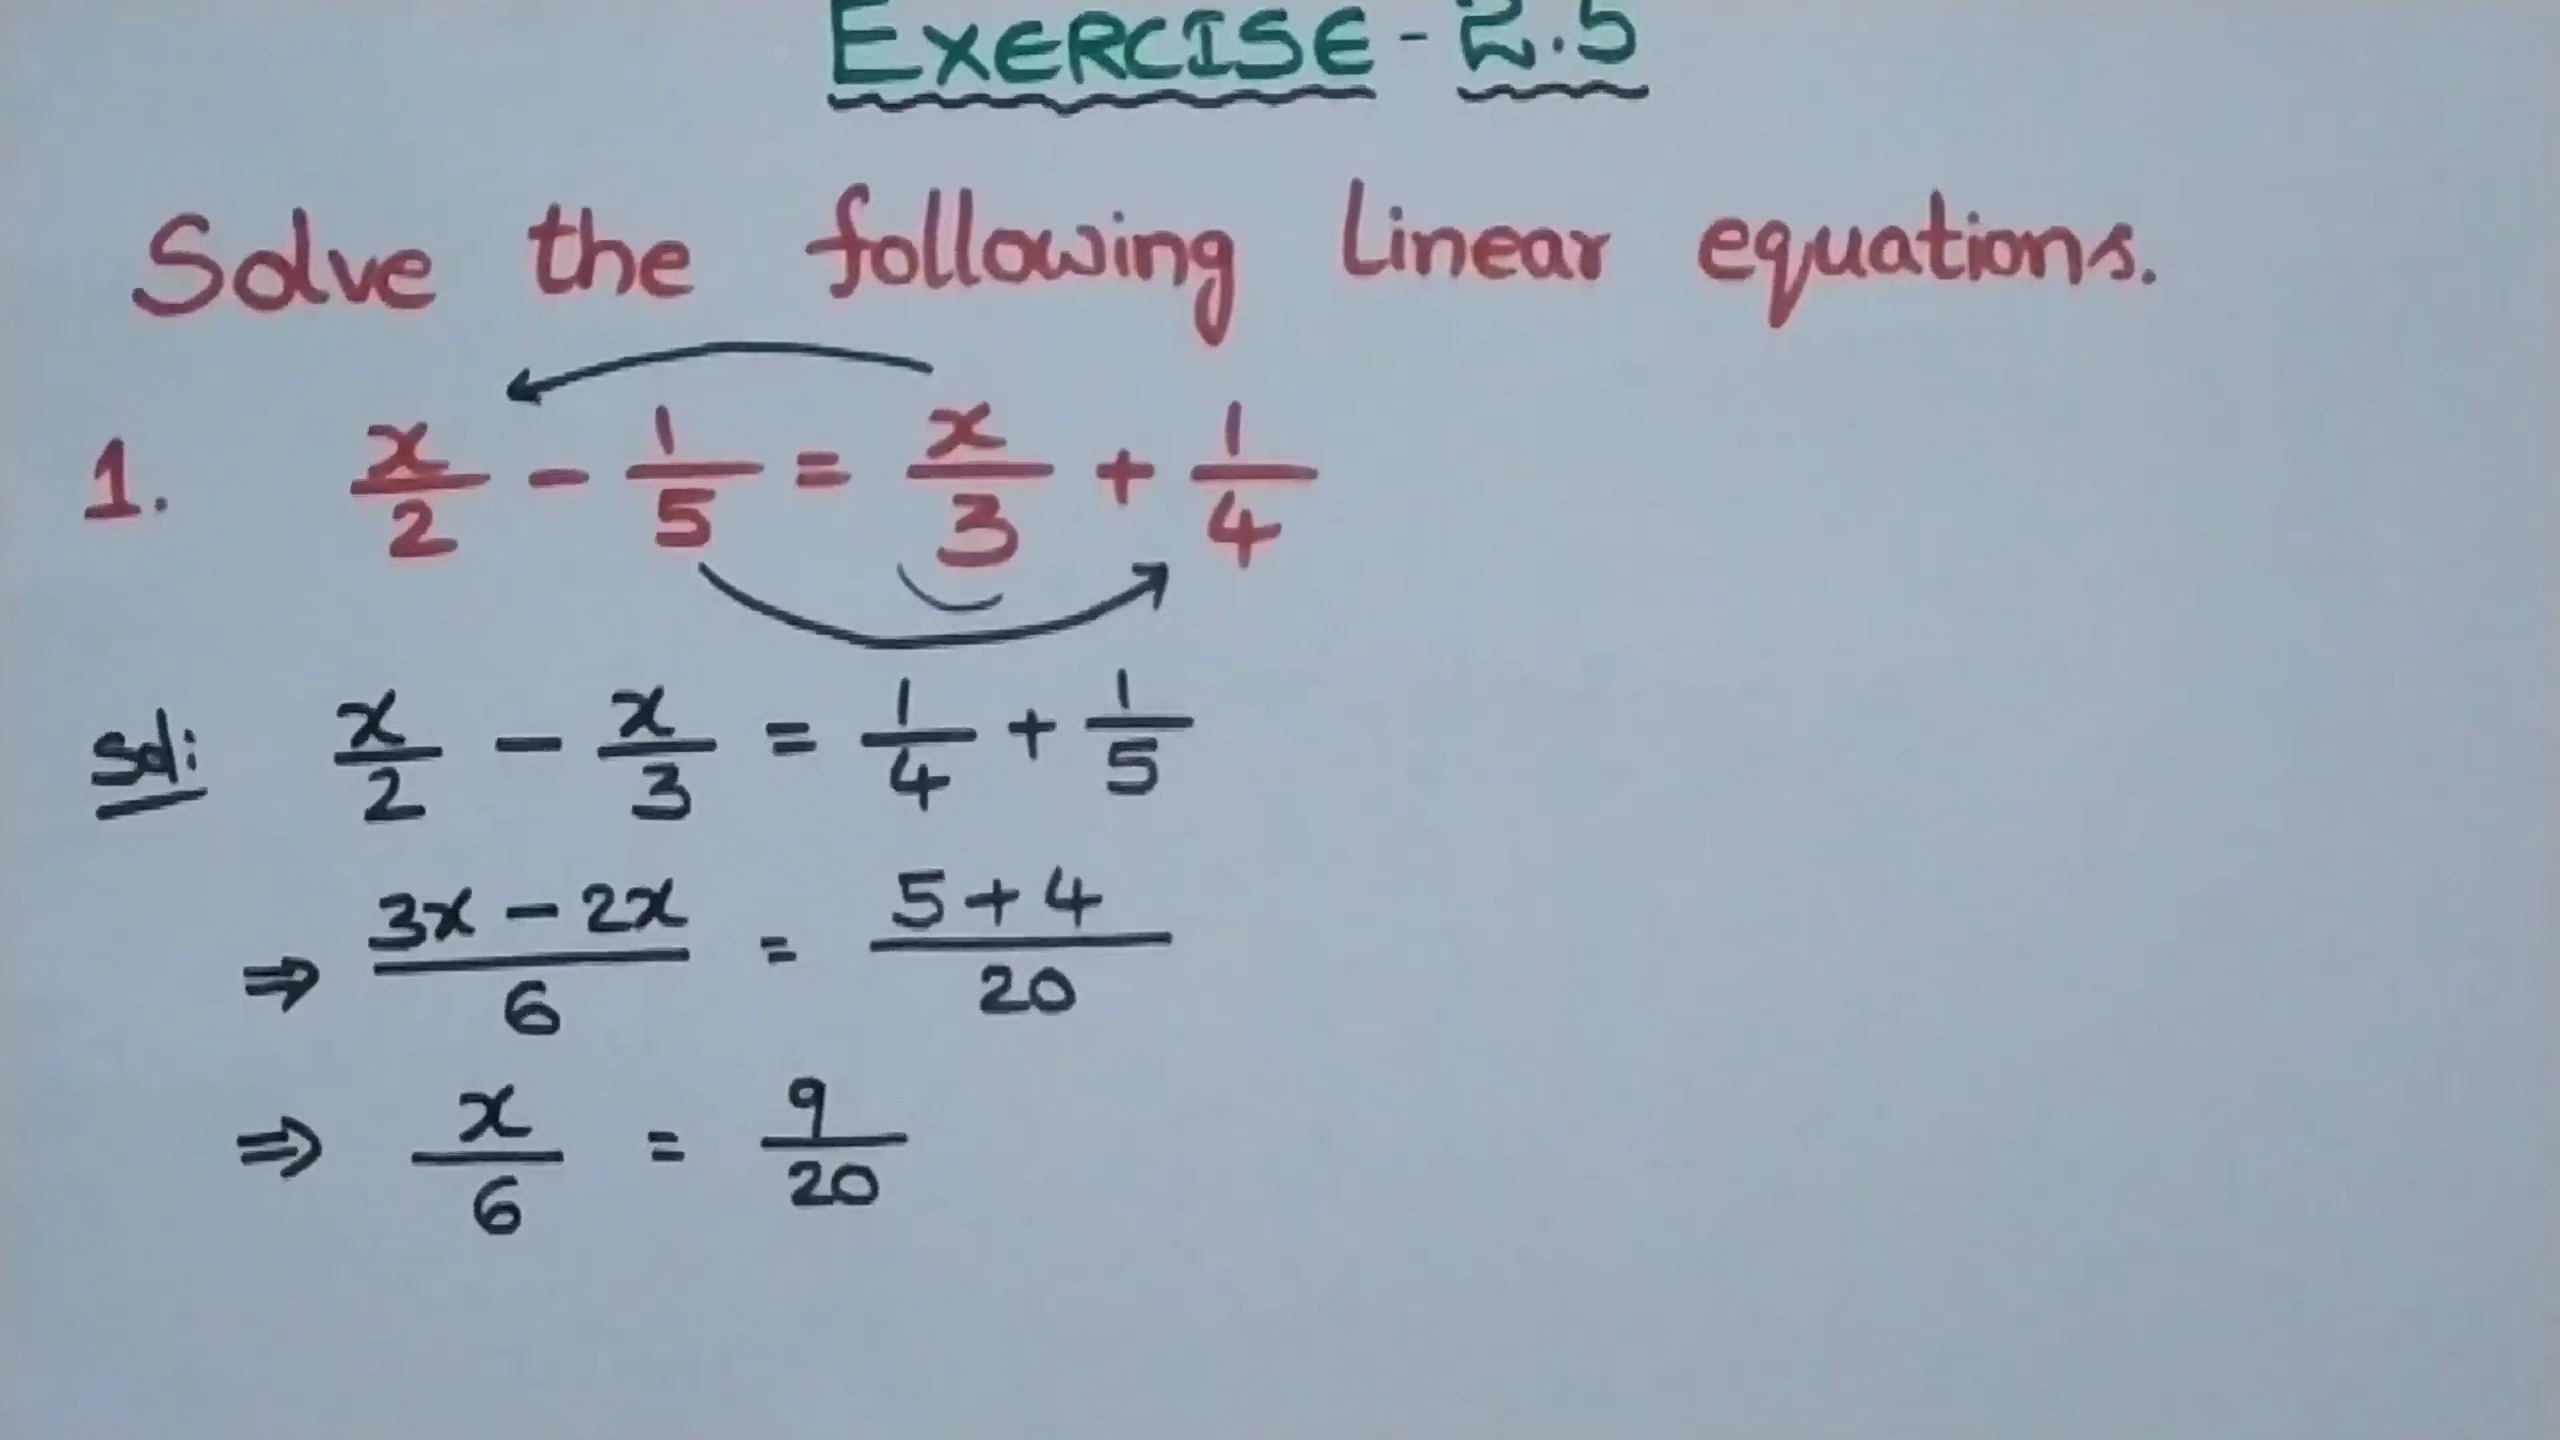 EXERCISE - 2.5
Solve the following linear equations.
1. x/2 - 1/5 = x/3 + 1/4
Sol: x/2 - x/3 = 1/4 + 1/5
⇒ (3x - 2x)/6 = (5+4)/20
⇒ x/6 = 9/20